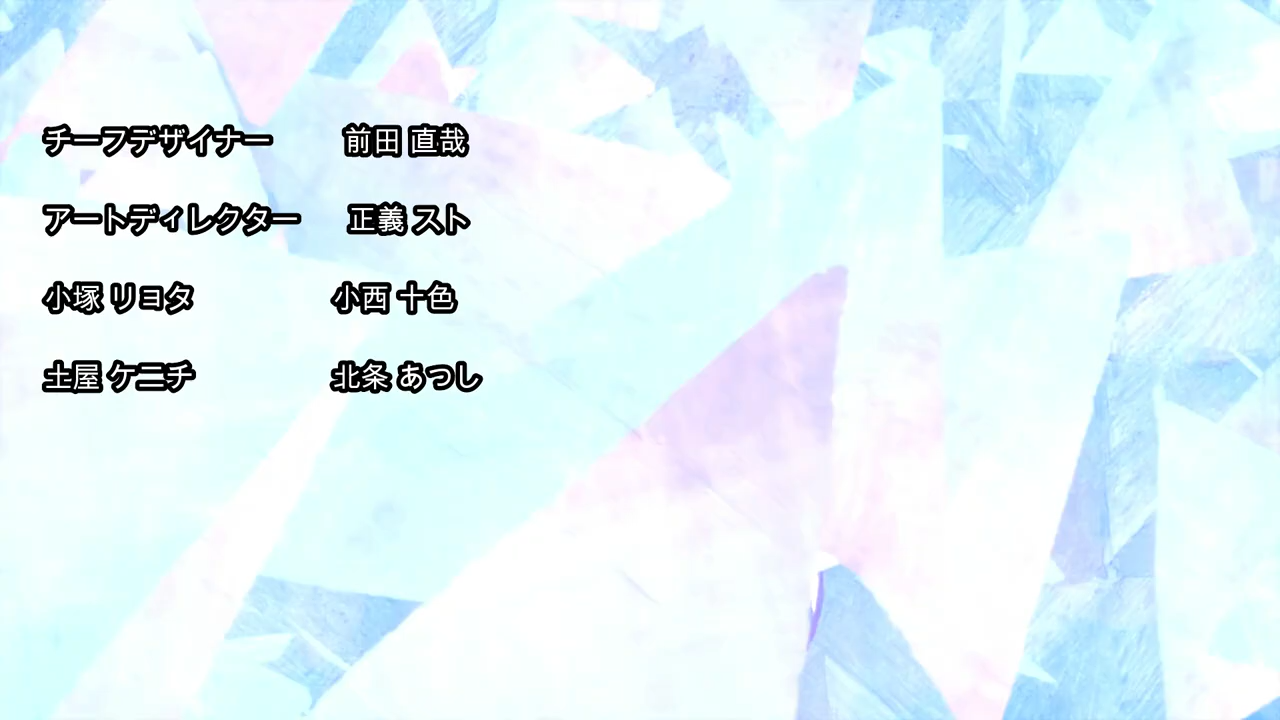 チーフデザイナー 前田 直哉
アートディレクター 正義 スト
小塚 リョタ 小西 十色
土屋 ケニチ 北条 あつし